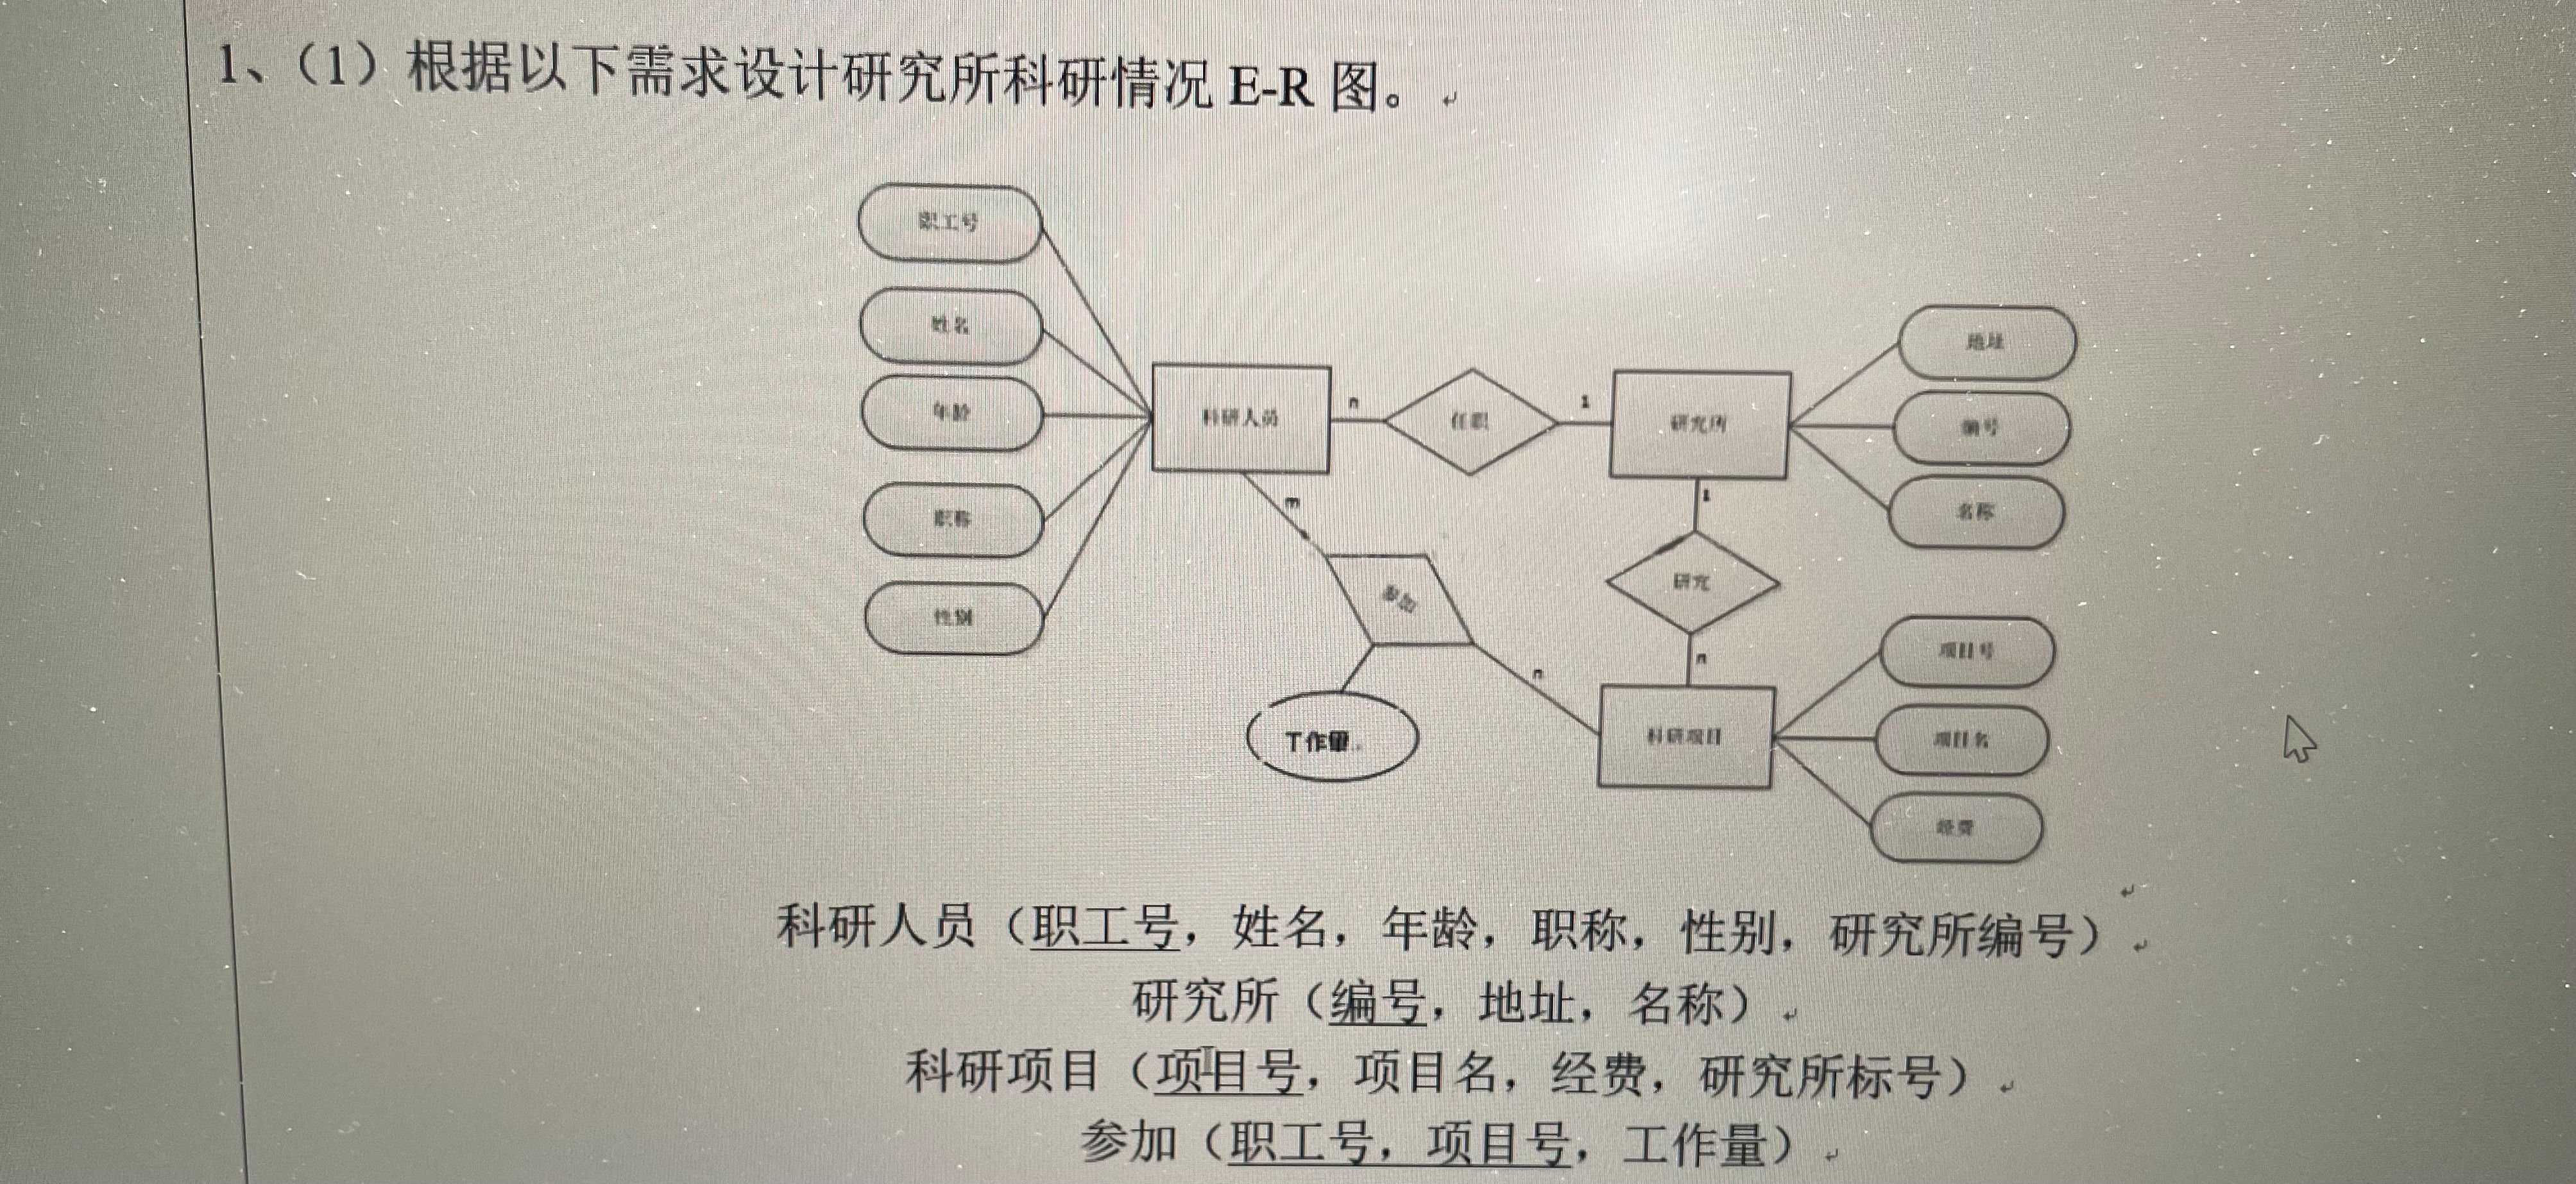 1、（1）根据以下需求设计研究所科研情况 E-R 图。
职工号
姓名
年龄
职称
性别
科研人员
n
任职
1
研究所
地址
编号
名称
m
参加
工作量
n
1
研究
n
科研项目
项目号
项目名
经费
科研人员（职工号，姓名，年龄，职称，性别，研究所编号）
研究所（编号，地址，名称）
科研项目（项目号，项目名，经费，研究所标号）
参加（职工号，项目号，工作量）